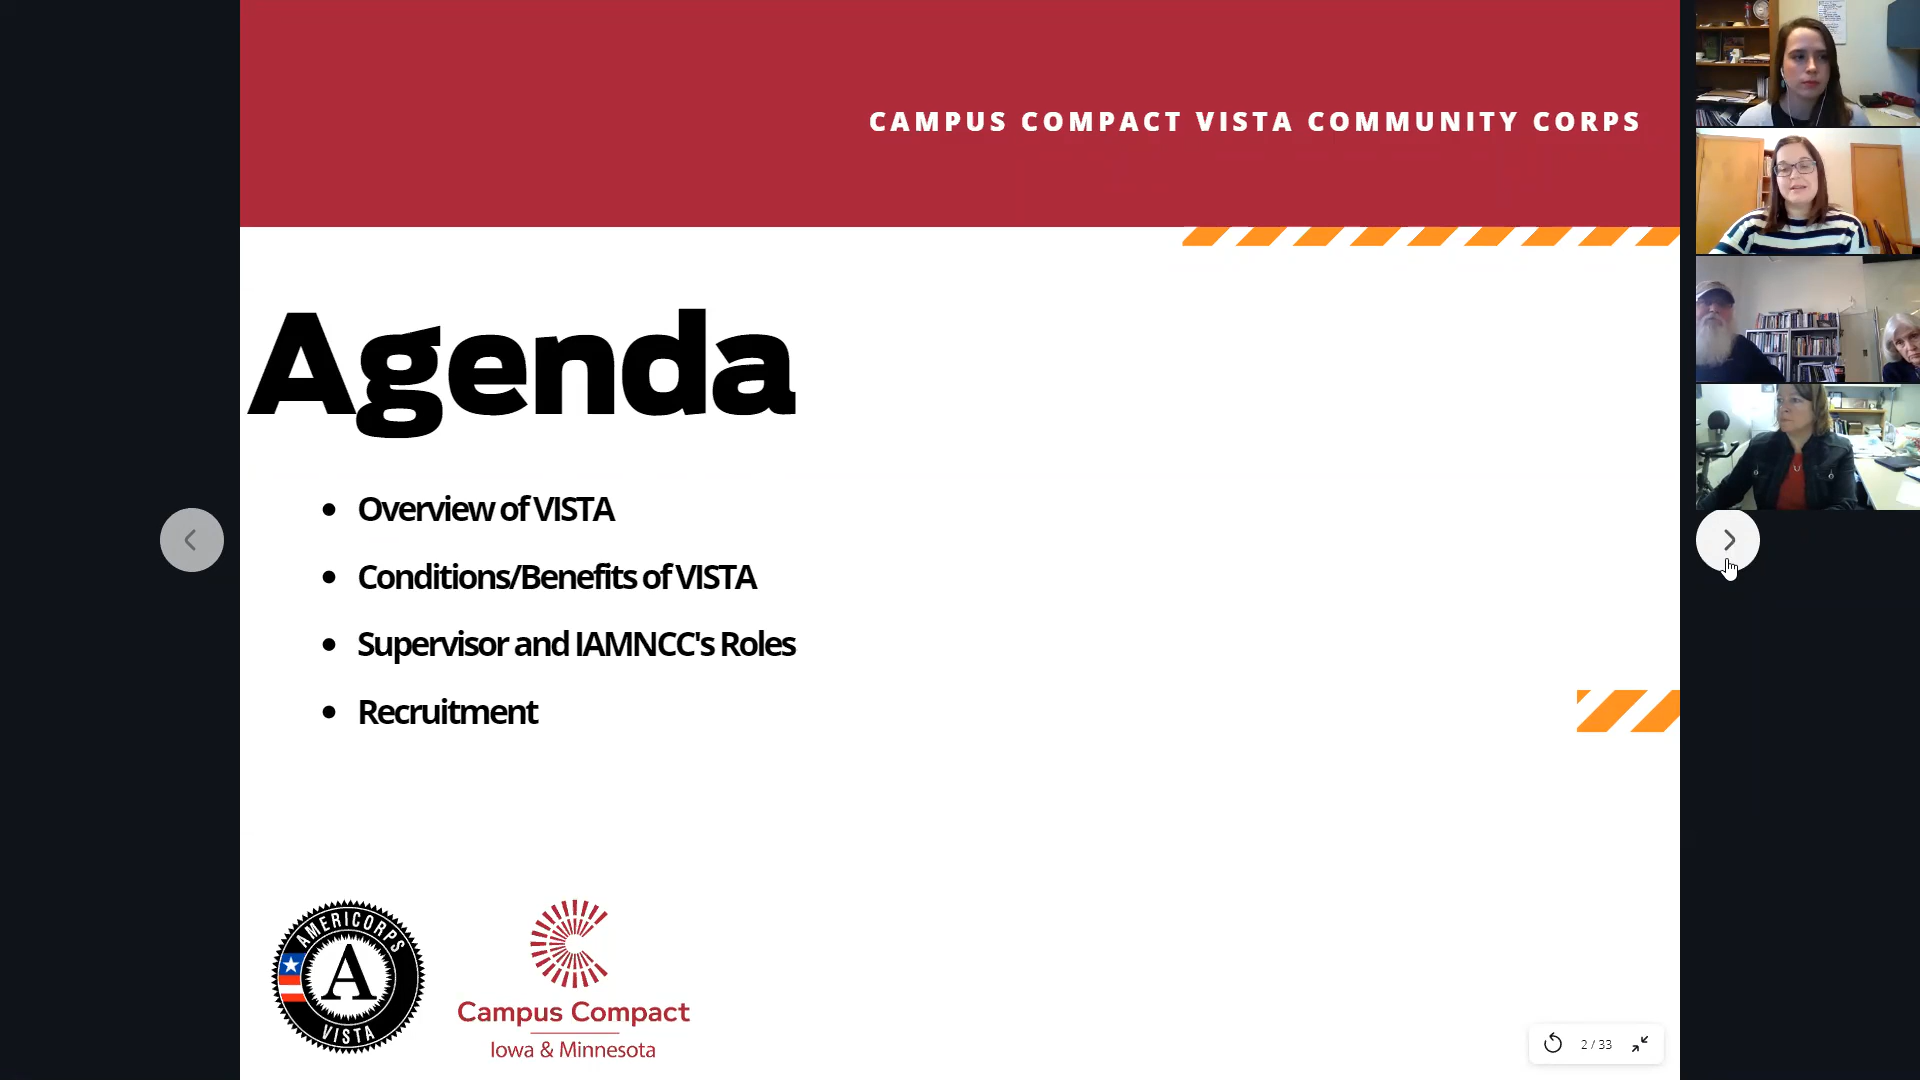 CAMPUS COMPACT VISTA COMMUNITY CORPS
Agenda
• Overview of VISTA
• Conditions/Benefits of VISTA
• Supervisor and IAMNCC's Roles
• Recruitment
AMERICORPS
A
VISTA
Campus Compact
Iowa & Minnesota
2 / 33